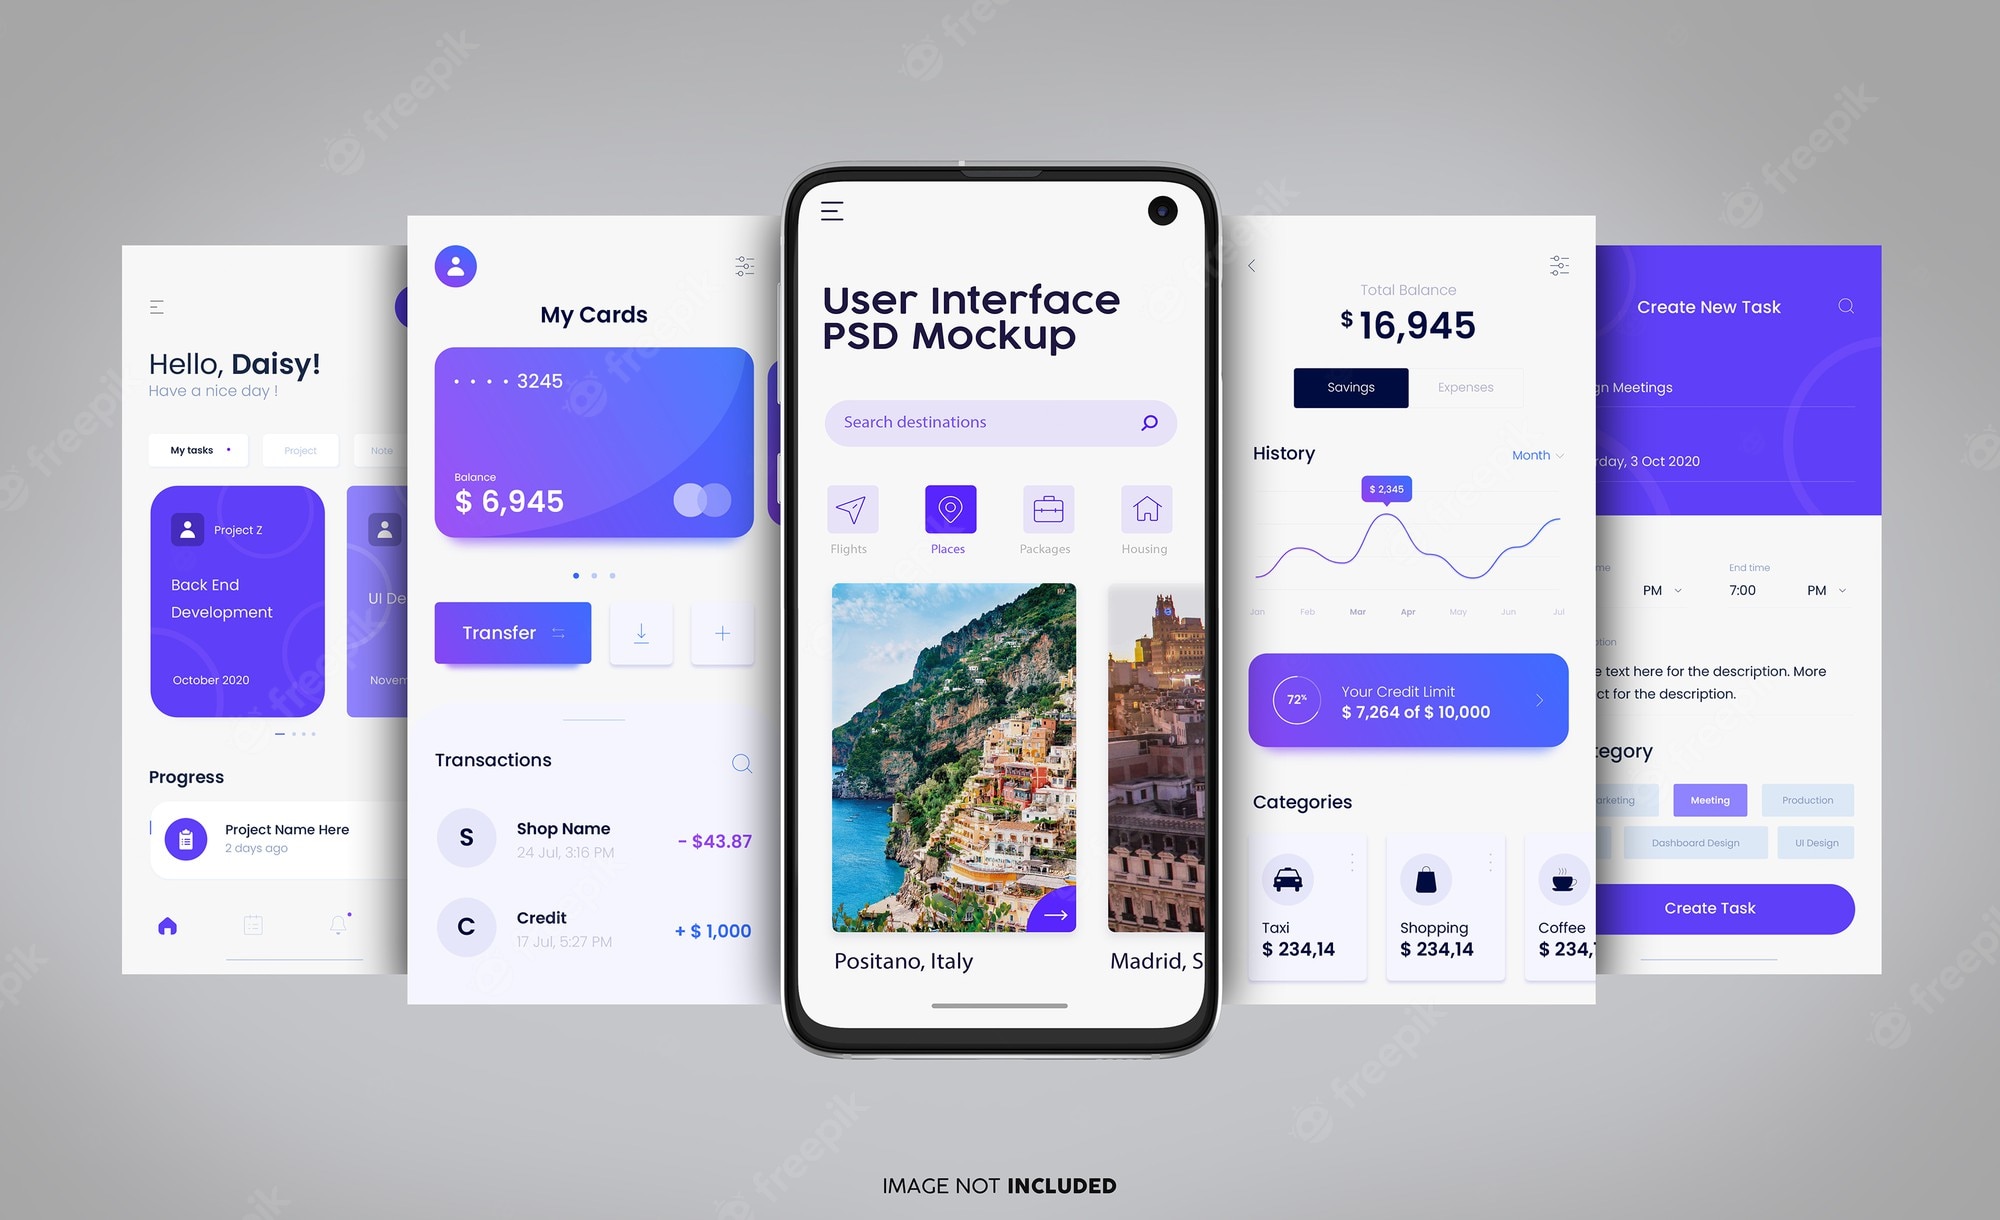 Hello, Daisy!
Have a nice day !
My tasks
Project
Note
Project Z
Back End
Development
October 2020
UI De
Novem
Progress
Project Name Here
2 days ago
My Cards
3245
Balance
$ 6,945
Transfer
Transactions
S
Shop Name
24 Jul, 3:16 PM
- $43.87
C
Credit
17 Jul, 5:27 PM
+ $ 1,000
User Interface
PSD Mockup
Search destinations
Flights
Places
Packages
Housing
Positano, Italy
Madrid, S
Total Balance
$ 16,945
Savings
Expenses
History
Month
$ 2,345
Jan Feb Mar Apr May Jun Jul
72%
Your Credit Limit
$ 7,264 of $ 10,000
Categories
Taxi
$ 234,14
Shopping
$ 234,14
Coffee
$ 234,
Create New Task
gn Meetings
rday, 3 Oct 2020
me
End time
PM
7:00
PM
ption
e text here for the description. More
ct for the description.
tegory
arketing
Meeting
Production
Dashboard Design
UI Design
Create Task
IMAGE NOT INCLUDED
freepik